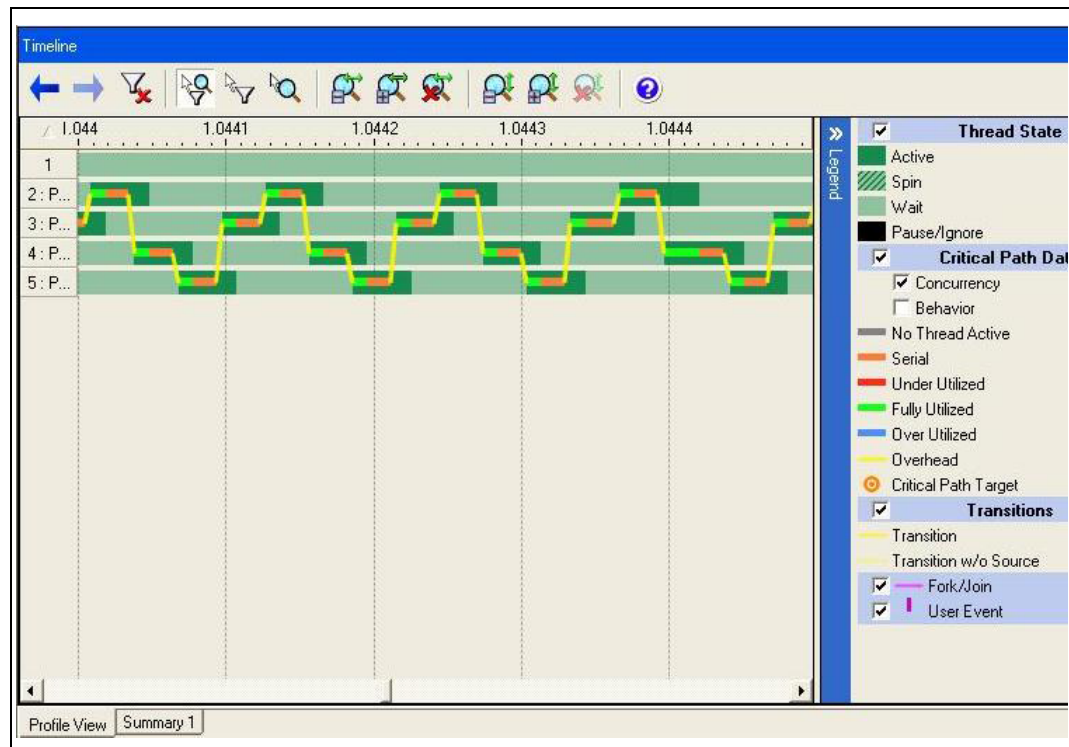 Timeline
1.044 1.0441 1.0442 1.0443 1.0444
1
2 : P...
3 : P...
4 : P...
5 : P...
Legend
Thread State
Active
Spin
Wait
Pause/Ignore
Critical Path Dat
Concurrency
Behavior
No Thread Active
Serial
Under Utilized
Fully Utilized
Over Utilized
Overhead
Critical Path Target
Transitions
Transition
Transition w/o Source
Fork/Join
User Event
Profile View Summary 1